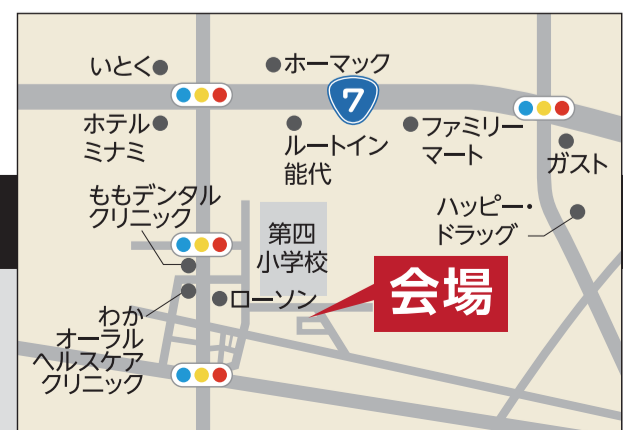 いとく
ホーマック
7
ホテル
ミナミ
ルートイン
能代
ファミリー
マート
ガスト
ももデンタル
クリニック
第四
小学校
ハッピー・
ドラッグ
会場
ローソン
わか
オーラル
ヘルスケア
クリニック